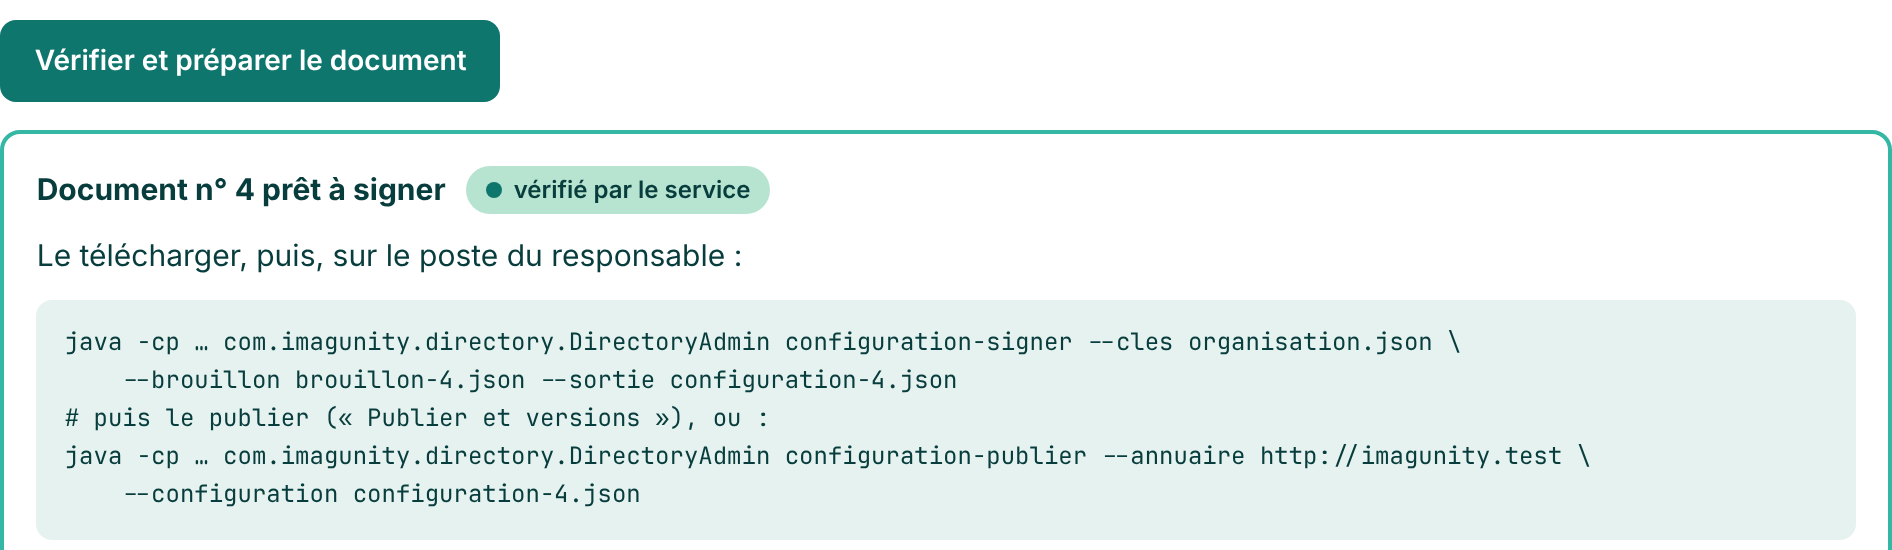 Vérifier et préparer le document
Document n° 4 prêt à signer
vérifié par le service
Le télécharger, puis, sur le poste du responsable :
java -cp … com.imagunity.directory.DirectoryAdmin configuration-signer --cles organisation.json \
    --brouillon brouillon-4.json --sortie configuration-4.json
# puis le publier (« Publier et versions »), ou :
java -cp … com.imagunity.directory.DirectoryAdmin configuration-publier --annuaire http://imagunity.test \
    --configuration configuration-4.json